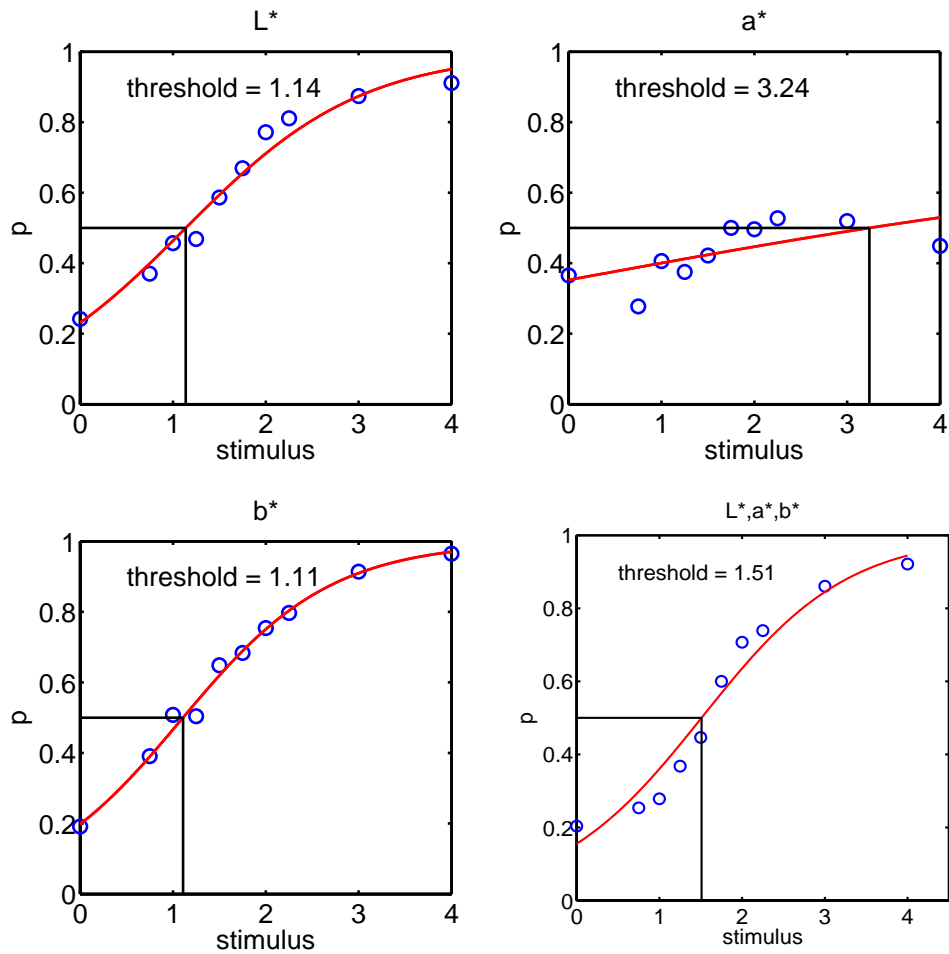 L*
threshold = 1.14
p
1
0.8
0.6
0.4
0.2
0
0 1 2 3 4
stimulus
a*
threshold = 3.24
p
1
0.8
0.6
0.4
0.2
0
0 1 2 3 4
stimulus
b*
threshold = 1.11
p
1
0.8
0.6
0.4
0.2
0
0 1 2 3 4
stimulus
L*,a*,b*
threshold = 1.51
p
1
0.8
0.6
0.4
0.2
0
0 1 2 3 4
stimulus